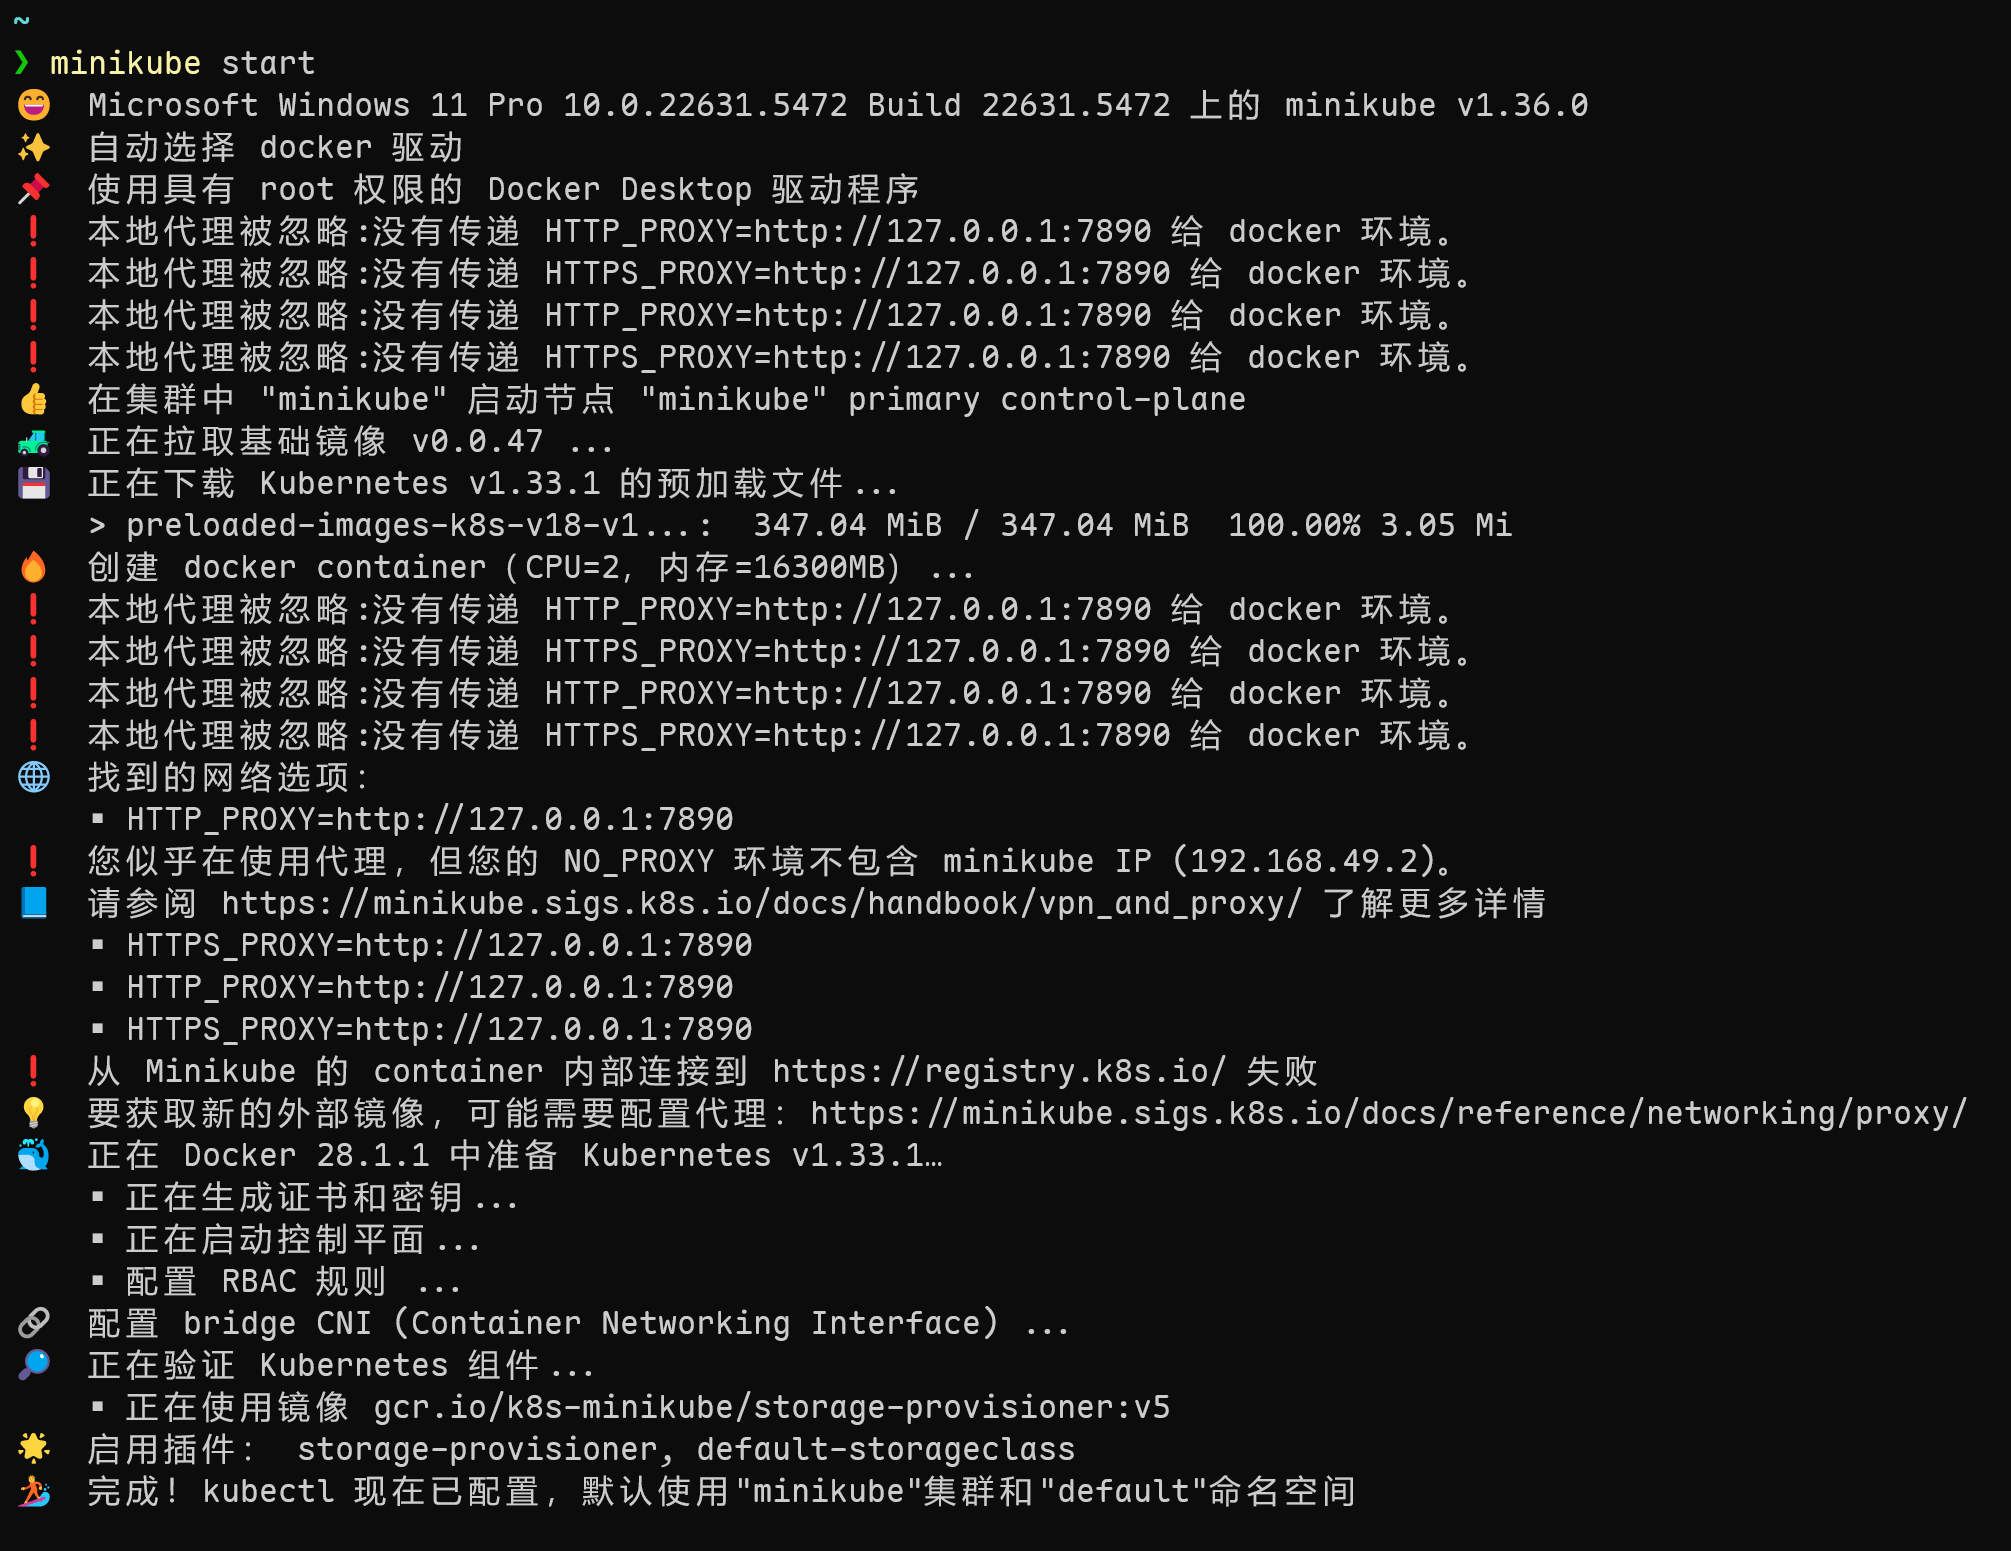 ~
❯ minikube start
😄 Microsoft Windows 11 Pro 10.0.22631.5472 Build 22631.5472 上的 minikube v1.36.0
✨ 自动选择 docker 驱动
📌 使用具有 root 权限的 Docker Desktop 驱动程序
❗ 本地代理被忽略:没有传递 HTTP_PROXY=http://127.0.0.1:7890 给 docker 环境。
❗ 本地代理被忽略:没有传递 HTTPS_PROXY=http://127.0.0.1:7890 给 docker 环境。
❗ 本地代理被忽略:没有传递 HTTP_PROXY=http://127.0.0.1:7890 给 docker 环境。
❗ 本地代理被忽略:没有传递 HTTPS_PROXY=http://127.0.0.1:7890 给 docker 环境。
👍 在集群中 "minikube" 启动节点 "minikube" primary control-plane
🚜 正在拉取基础镜像 v0.0.47 ...
💾 正在下载 Kubernetes v1.33.1 的预加载文件...
> preloaded-images-k8s-v18-v1...: 347.04 MiB / 347.04 MiB 100.00% 3.05 Mi
🔥 创建 docker container（CPU=2，内存=16300MB） ...
❗ 本地代理被忽略:没有传递 HTTP_PROXY=http://127.0.0.1:7890 给 docker 环境。
❗ 本地代理被忽略:没有传递 HTTPS_PROXY=http://127.0.0.1:7890 给 docker 环境。
❗ 本地代理被忽略:没有传递 HTTP_PROXY=http://127.0.0.1:7890 给 docker 环境。
❗ 本地代理被忽略:没有传递 HTTPS_PROXY=http://127.0.0.1:7890 给 docker 环境。
🌐 找到的网络选项：
▪ HTTP_PROXY=http://127.0.0.1:7890
❗ 您似乎在使用代理，但您的 NO_PROXY 环境不包含 minikube IP (192.168.49.2)。
📘 请参阅 https://minikube.sigs.k8s.io/docs/handbook/vpn_and_proxy/ 了解更多详情
▪ HTTPS_PROXY=http://127.0.0.1:7890
▪ HTTP_PROXY=http://127.0.0.1:7890
▪ HTTPS_PROXY=http://127.0.0.1:7890
❗ 从 Minikube 的 container 内部连接到 https://registry.k8s.io/ 失败
💡 要获取新的外部镜像，可能需要配置代理：https://minikube.sigs.k8s.io/docs/reference/networking/proxy/
🐳 正在 Docker 28.1.1 中准备 Kubernetes v1.33.1…
▪ 正在生成证书和密钥...
▪ 正在启动控制平面...
▪ 配置 RBAC 规则 ...
🔗 配置 bridge CNI (Container Networking Interface) ...
🔎 正在验证 Kubernetes 组件...
▪ 正在使用镜像 gcr.io/k8s-minikube/storage-provisioner:v5
🌟 启用插件： storage-provisioner, default-storageclass
🏄 完成！kubectl 现在已配置，默认使用"minikube"集群和"default"命名空间